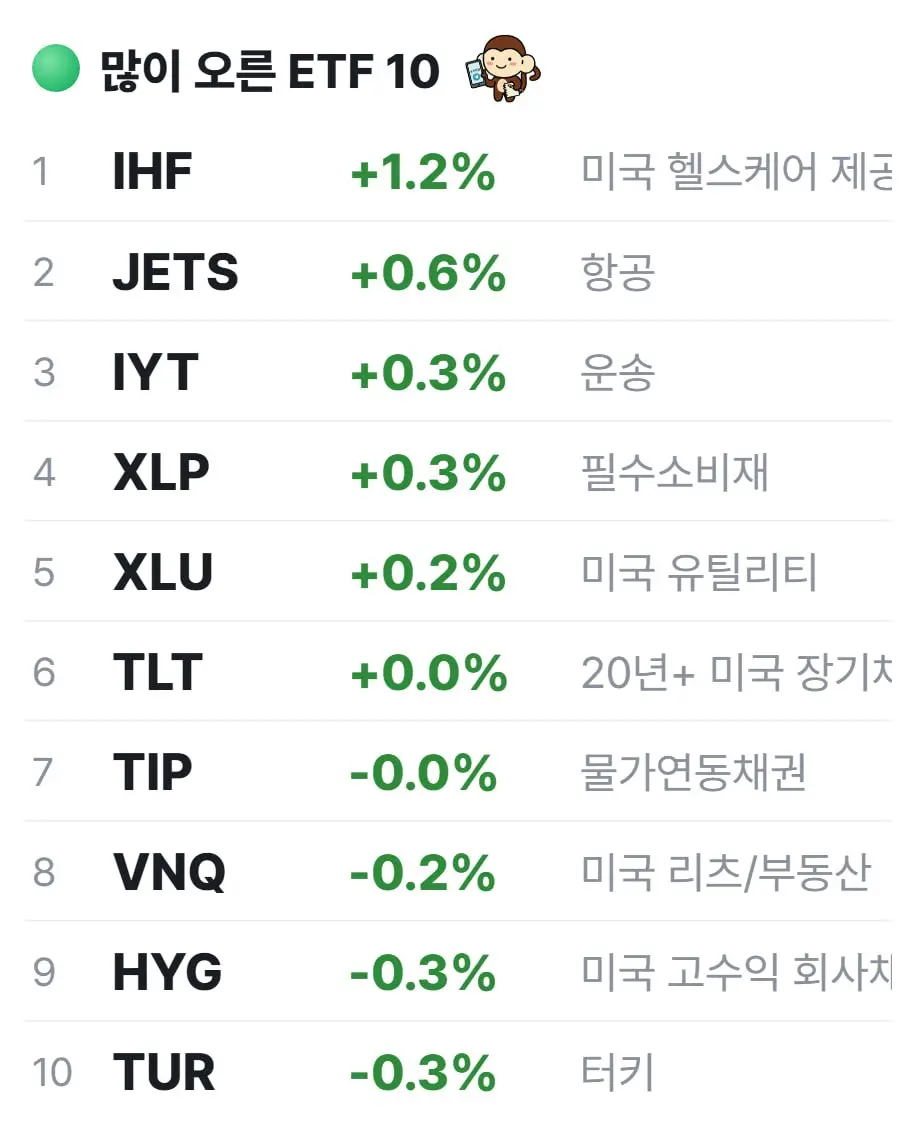 많이 오른 ETF 10
1 IHF +1.2% 미국 헬스케어 제공
2 JETS +0.6% 항공
3 IYT +0.3% 운송
4 XLP +0.3% 필수소비재
5 XLU +0.2% 미국 유틸리티
6 TLT +0.0% 20년+ 미국 장기채
7 TIP -0.0% 물가연동채권
8 VNQ -0.2% 미국 리츠/부동산
9 HYG -0.3% 미국 고수익 회사채
10 TUR -0.3% 터키